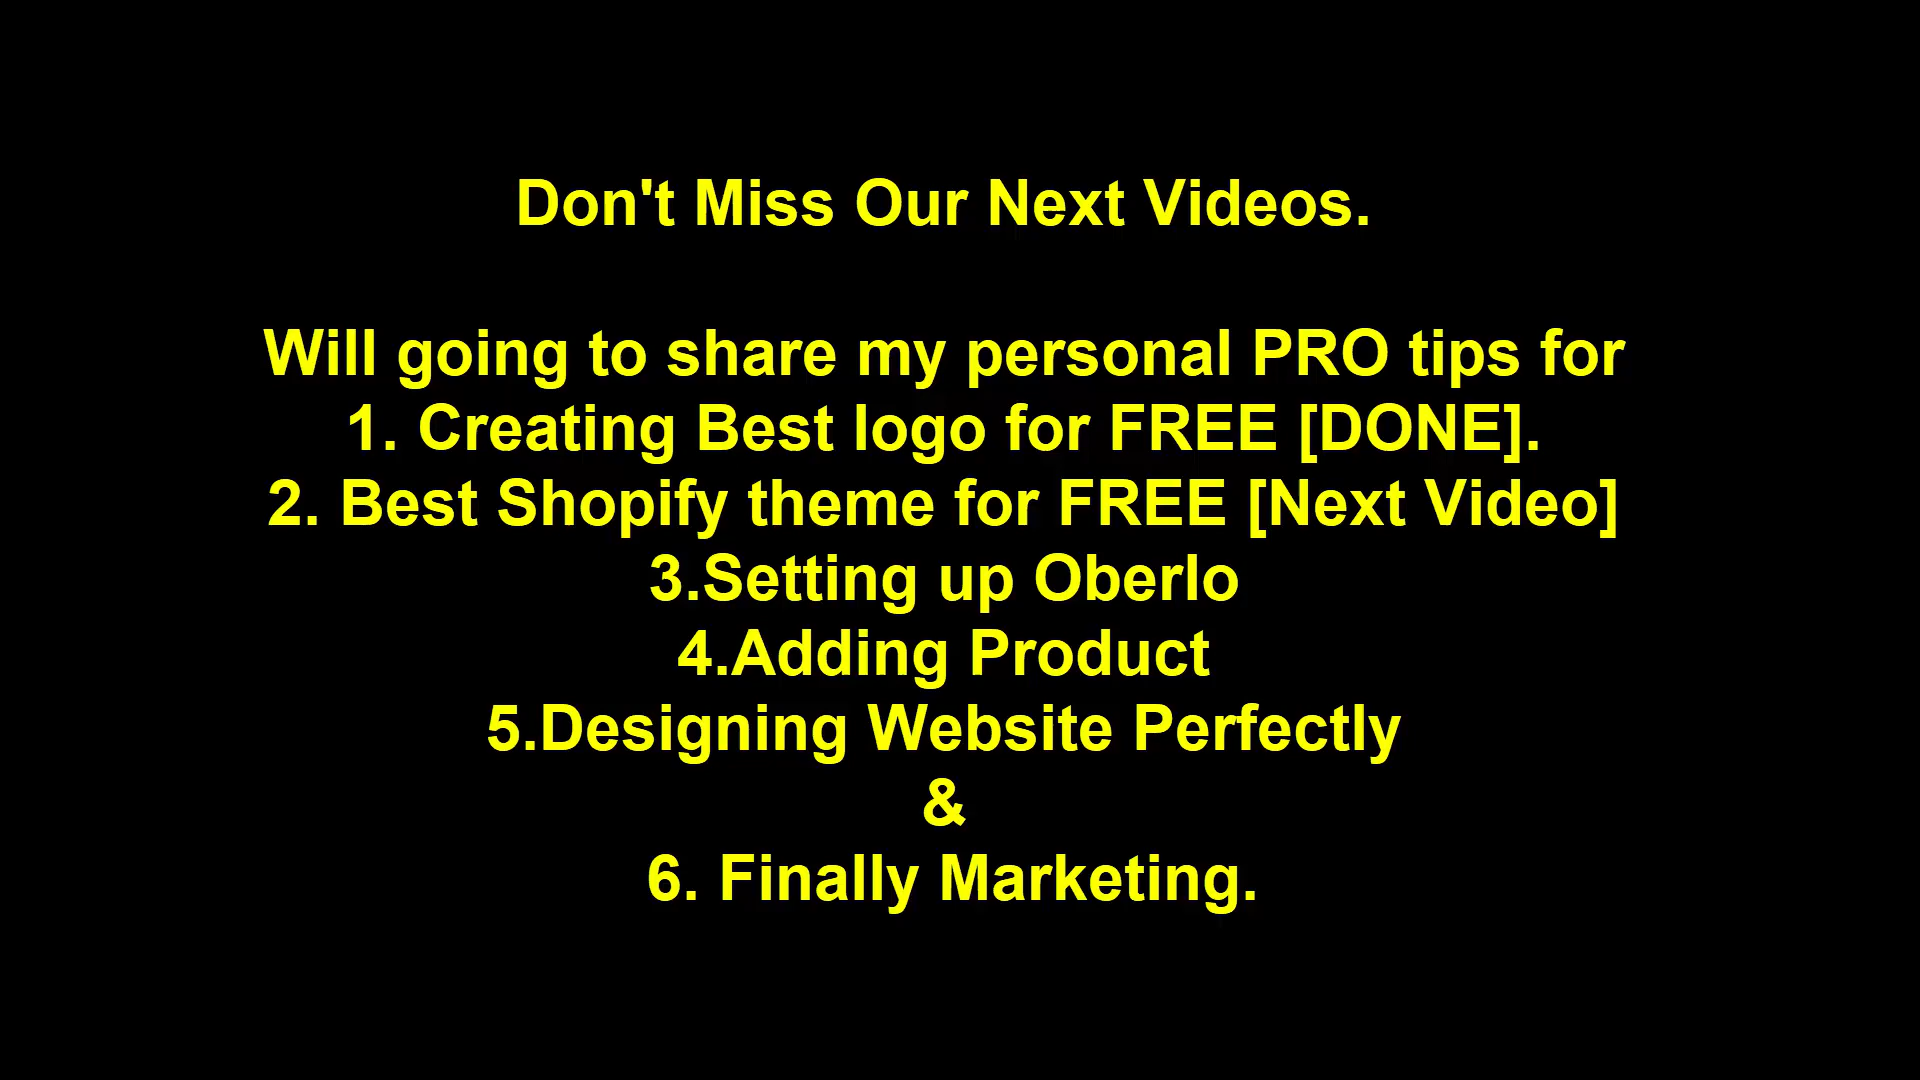 Don't Miss Our Next Videos.
Will going to share my personal PRO tips for
1. Creating Best logo for FREE [DONE].
2. Best Shopify theme for FREE [Next Video]
3.Setting up Oberlo
4.Adding Product
5.Designing Website Perfectly
&
6. Finally Marketing.